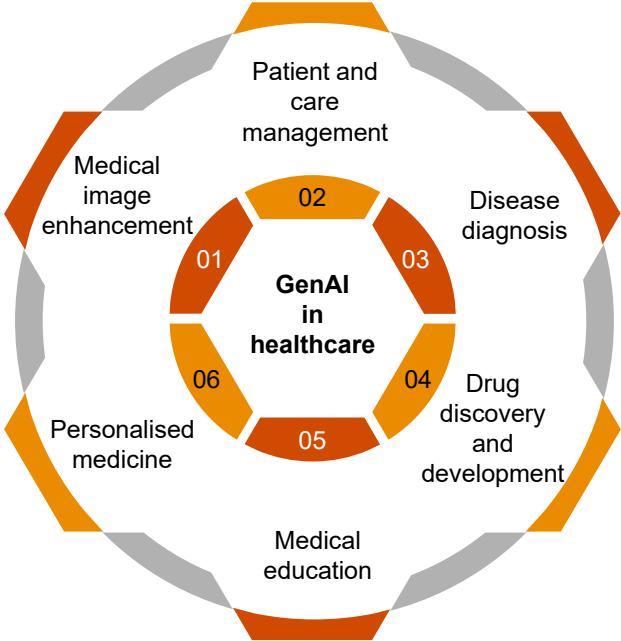 Patient and
care
management
Medical
image
enhancement
Disease
diagnosis
01
02
03
GenAI
in
healthcare
06
05
04
Personalised
medicine
Drug
discovery
and
development
Medical
education